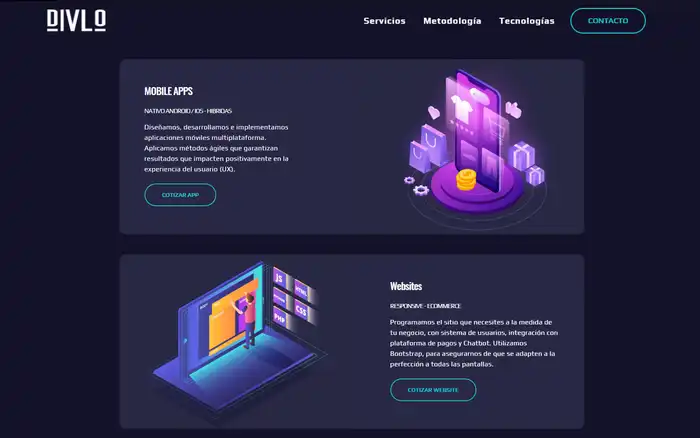 DIVLO
Servicios
Metodología
Tecnologías
CONTACTO
MOBILE APPS
NATIVO ANDROID / IOS - HIBRIDAS
Diseñamos, desarrollamos e implementamos
aplicaciones móviles multiplataforma.
Aplicamos métodos ágiles que garantizan
resultados que impacten positivamente en la
experiencia del usuario (UX).
COTIZAR APP
JS
HTML
CSS
PHP
Websites
RESPONSIVE - ECOMMERCE
Programamos el sitio que necesites a la medida de
tu negocio, con sistema de usuarios, integración con
plataforma de pagos y Chatbot. Utilizamos
Bootstrap, para asegurarnos de que se adapten a la
perfección a todas las pantallas.
COTIZAR WEBSITE